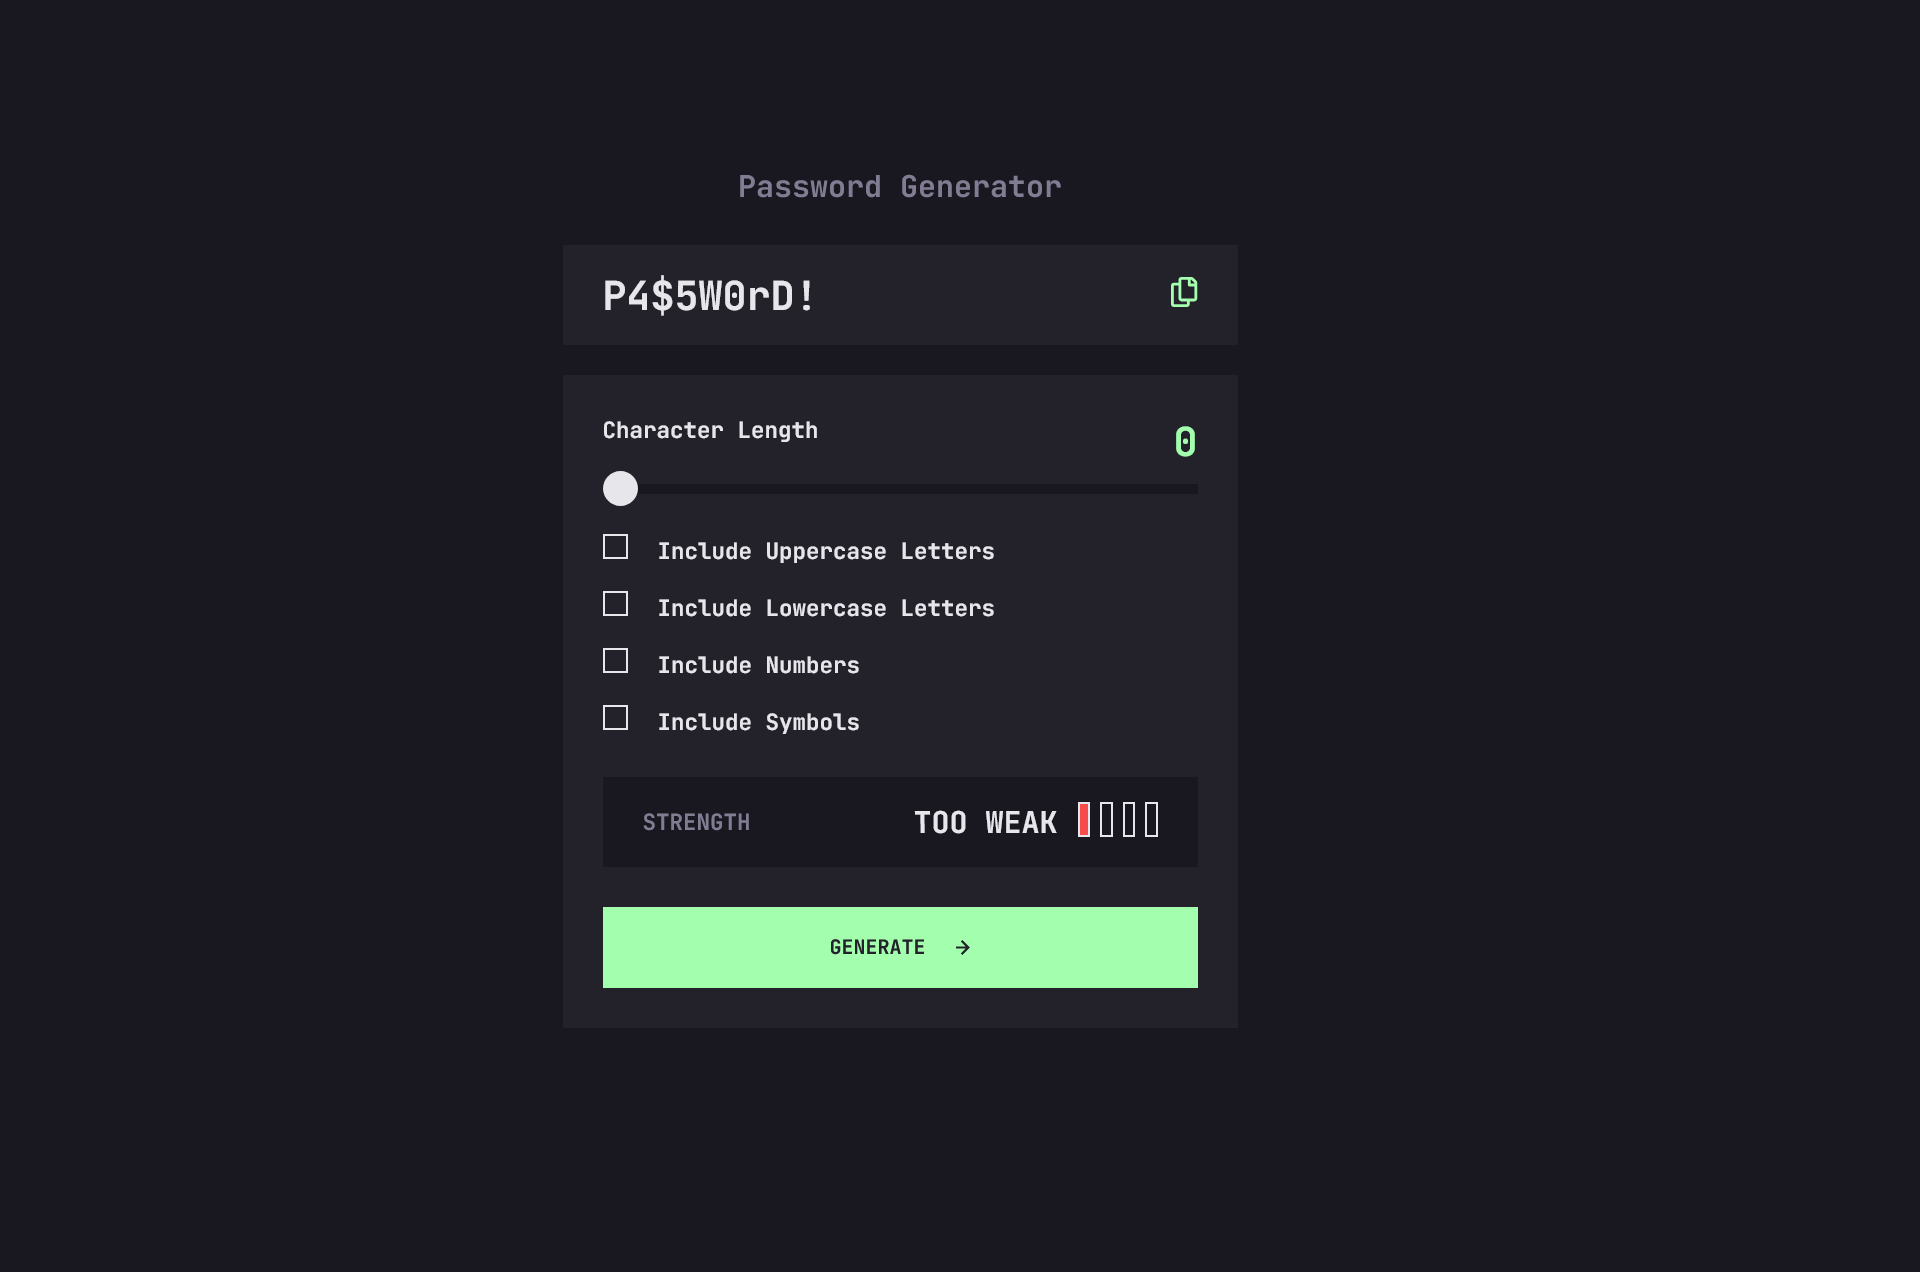 Password Generator
P4$5W0rD!
Character Length
0
Include Uppercase Letters
Include Lowercase Letters
Include Numbers
Include Symbols
STRENGTH TOO WEAK
GENERATE →